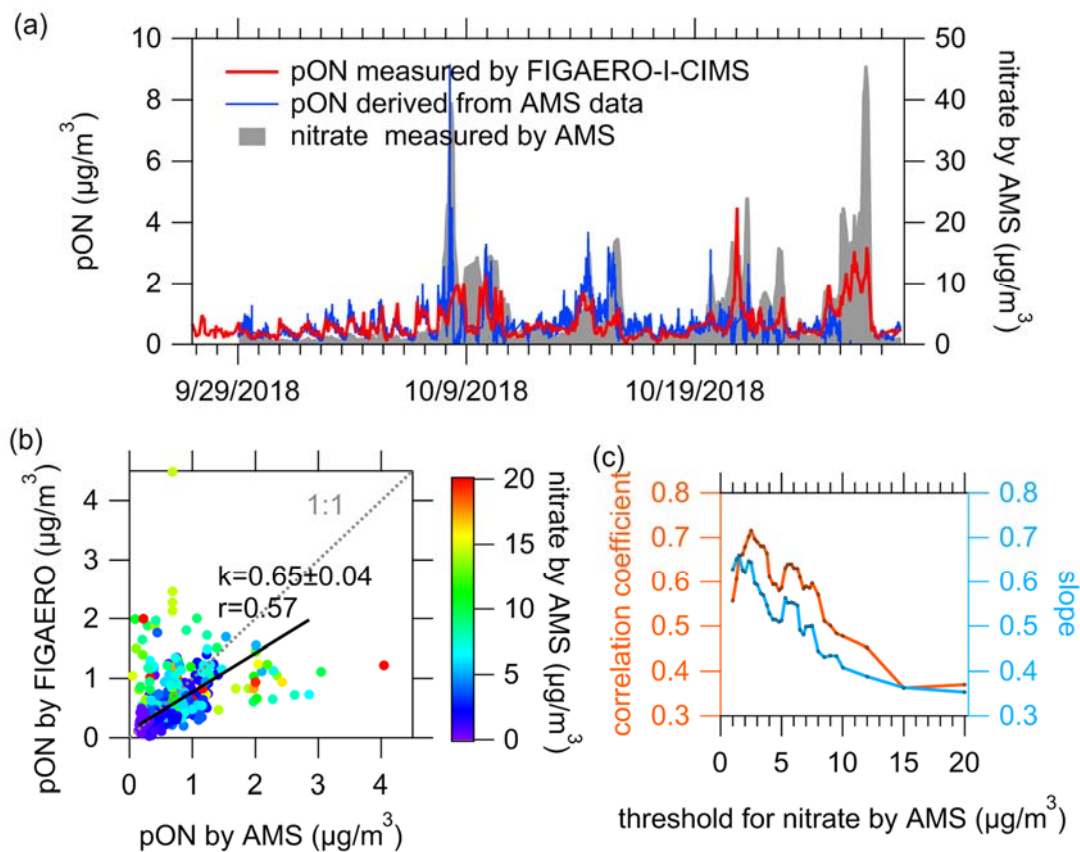 (a)
10
8
6
4
2
0
pON (μg/m³)
pON measured by FIGAERO-I-CIMS
pON derived from AMS data
nitrate measured by AMS
50
40
30
20
10
0
nitrate by AMS (μg/m³)
9/29/2018 10/9/2018 10/19/2018
(b)
pON by FIGAERO (μg/m³)
4
3
2
1
0
1:1
k=0.65±0.04
r=0.57
0 1 2 3 4
pON by AMS (μg/m³)
20
15
10
5
0
nitrate by AMS (μg/m³)
(c)
correlation coefficient
0.8
0.7
0.6
0.5
0.4
0.3
0.8
0.7
0.6
0.5
0.4
0.3
slope
0 5 10 15 20
threshold for nitrate by AMS (μg/m³)